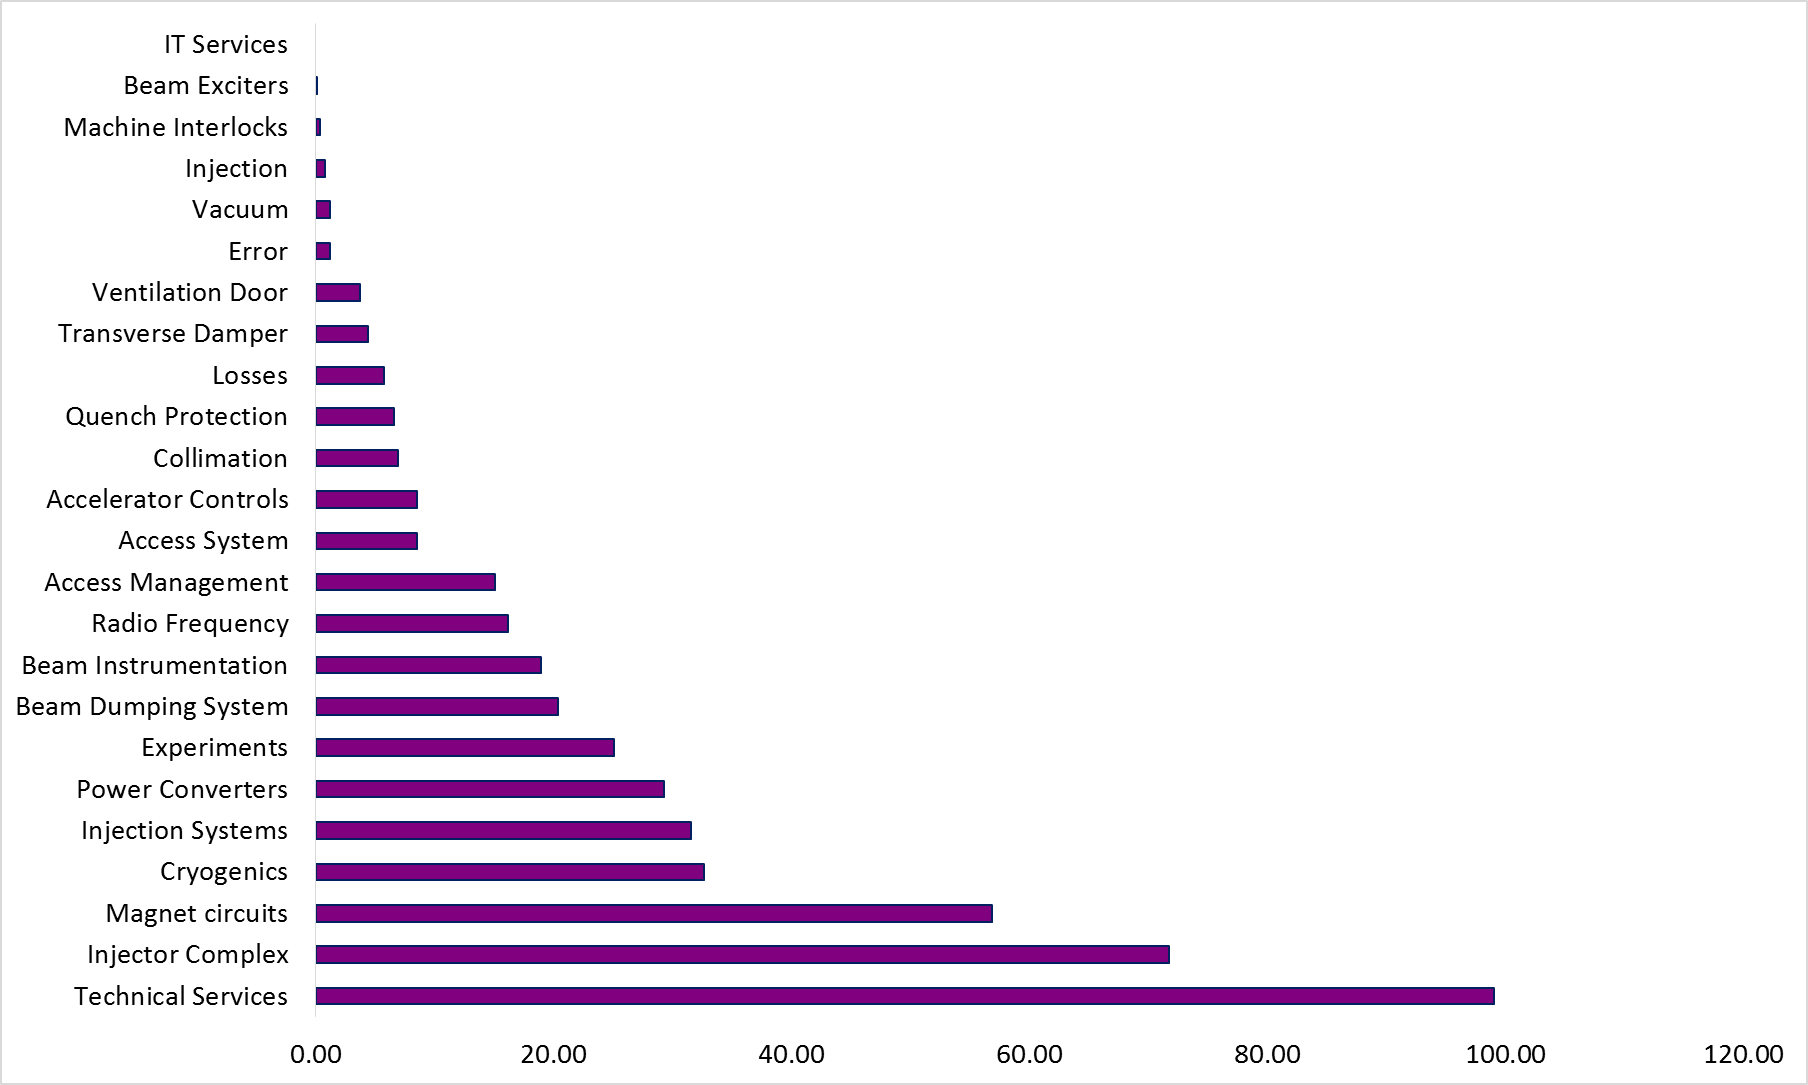 IT Services
Beam Exciters
Machine Interlocks
Injection
Vacuum
Error
Ventilation Door
Transverse Damper
Losses
Quench Protection
Collimation
Accelerator Controls
Access System
Access Management
Radio Frequency
Beam Instrumentation
Beam Dumping System
Experiments
Power Converters
Injection Systems
Cryogenics
Magnet circuits
Injector Complex
Technical Services
0.00 20.00 40.00 60.00 80.00 100.00 120.00